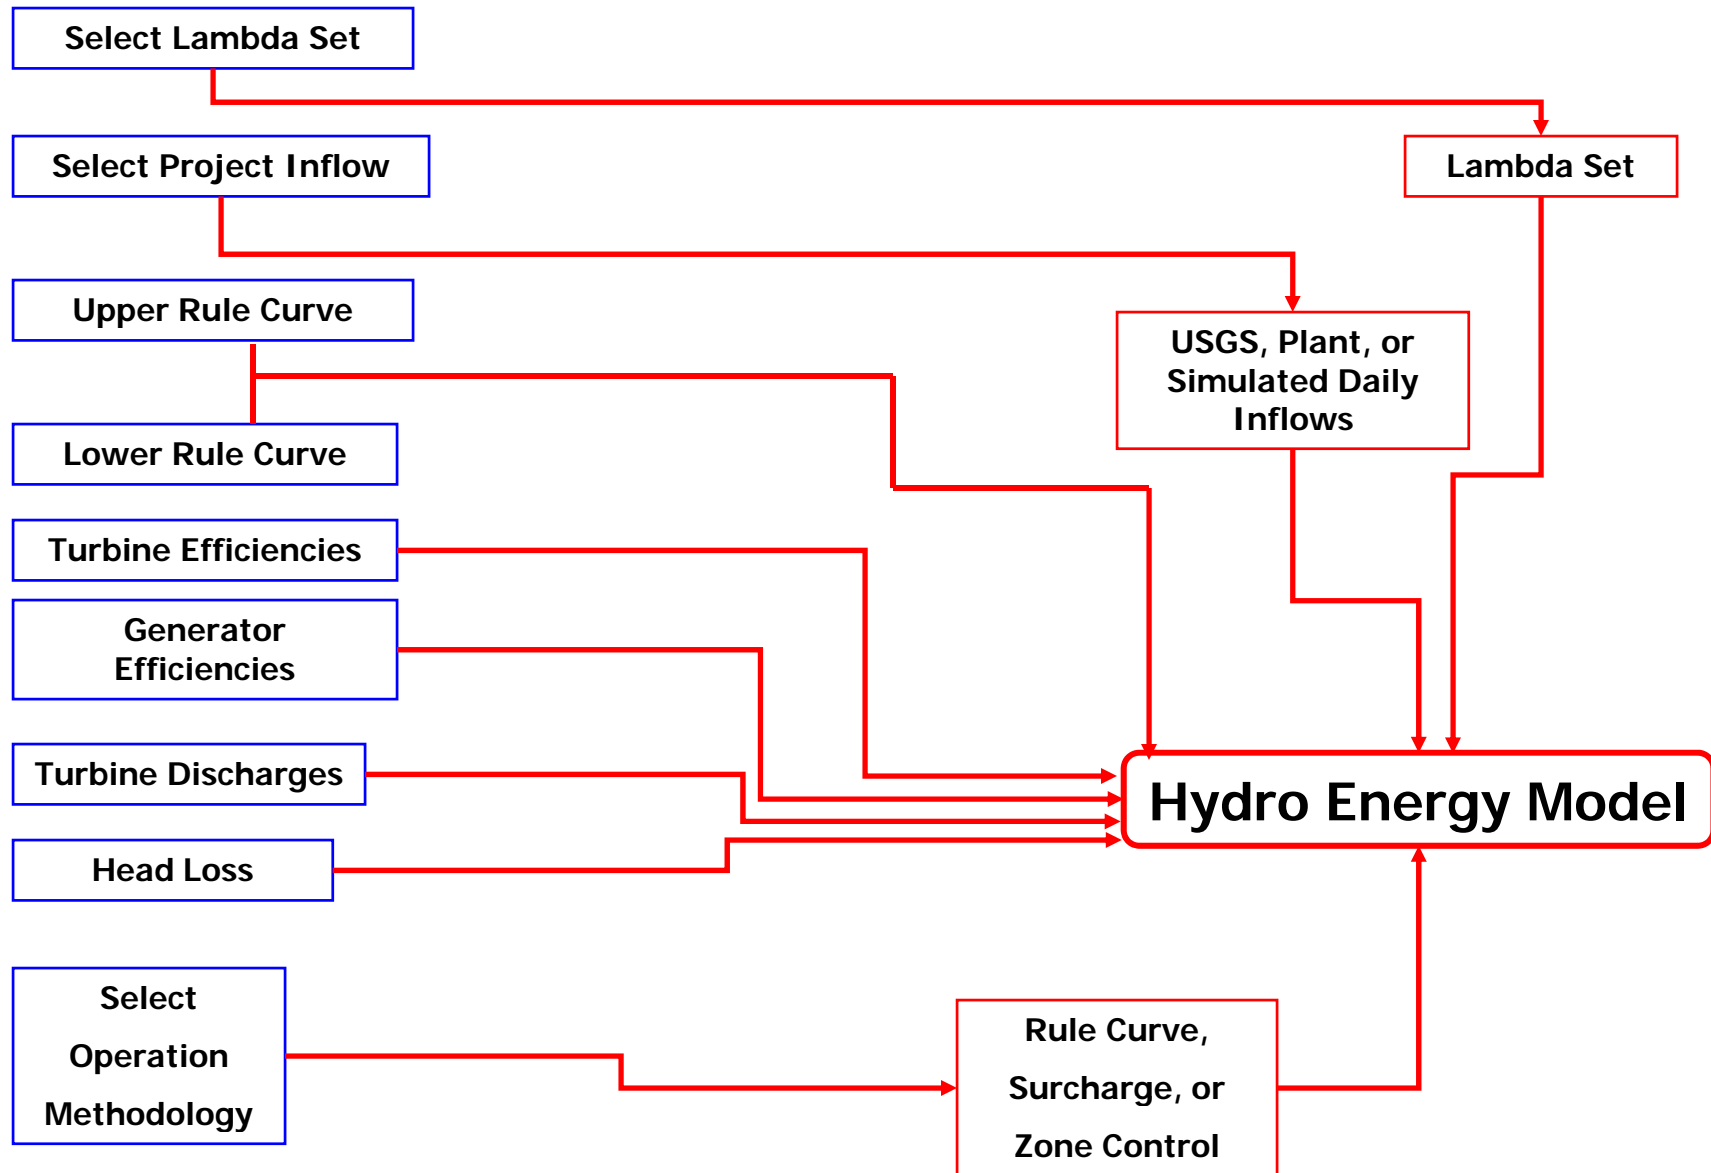 Select Lambda Set
Select Project Inflow
Lambda Set
Upper Rule Curve
USGS, Plant, or
Simulated Daily
Inflows
Lower Rule Curve
Turbine Efficiencies
Generator
Efficiencies
Turbine Discharges
Hydro Energy Model
Head Loss
Select
Operation
Methodology
Rule Curve,
Surcharge, or
Zone Control